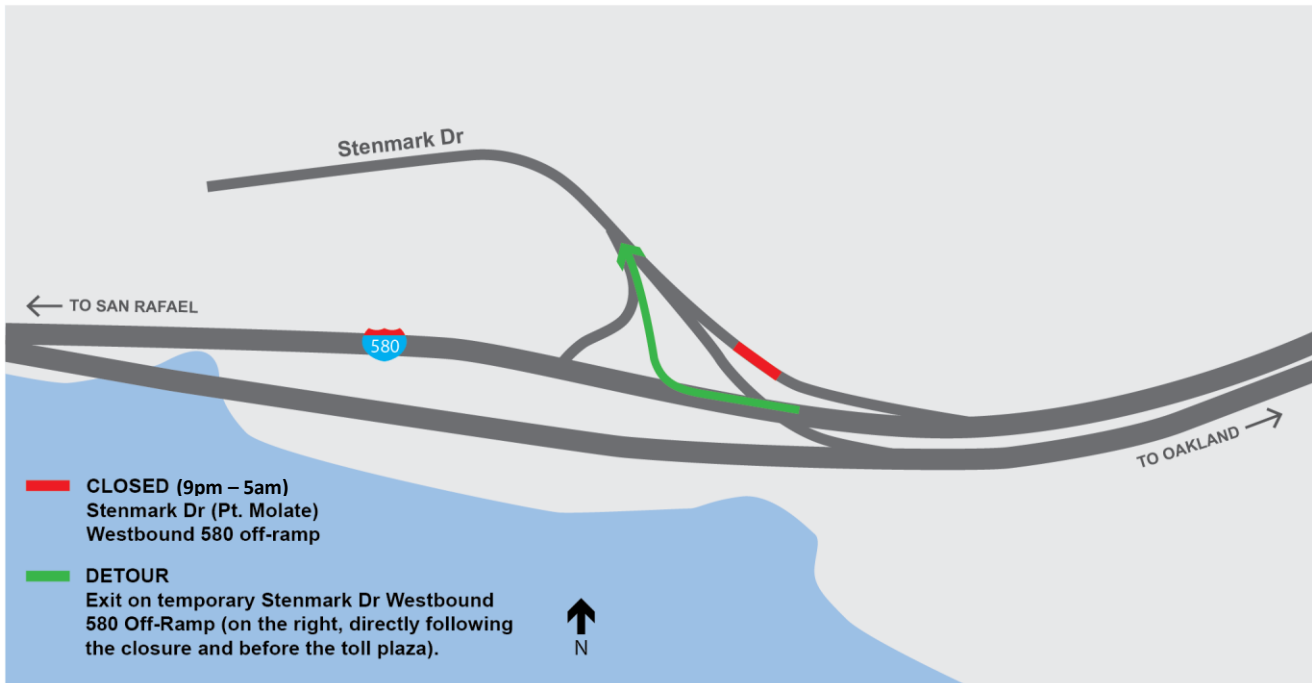 Stenmark Dr
TO SAN RAFAEL
580
TO OAKLAND
CLOSED (9pm – 5am)
Stenmark Dr (Pt. Molate)
Westbound 580 off-ramp
DETOUR
Exit on temporary Stenmark Dr Westbound
580 Off-Ramp (on the right, directly following
the closure and before the toll plaza).
N